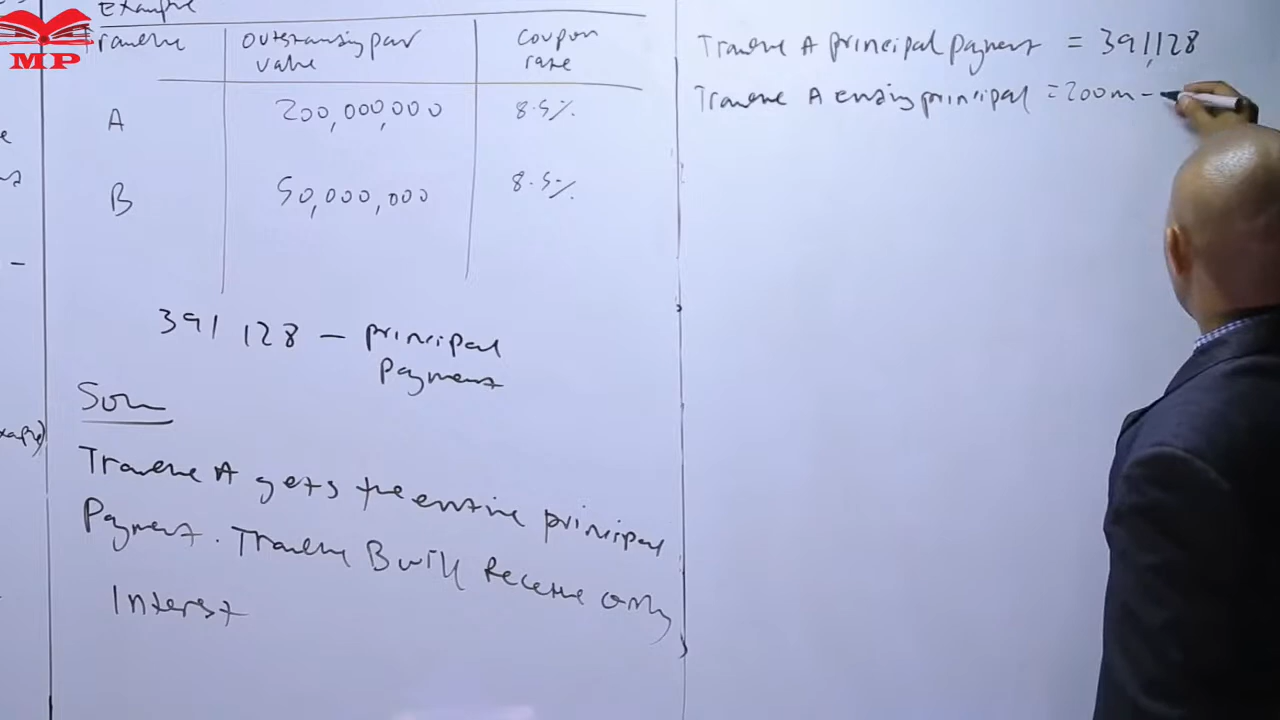 MP
Example
Tranche Outstanding par value Coupon rate
A 200,000,000 8.5%
B 50,000,000 8.5%
391 128 – principal
Payment
Soln
Tranche A gets the entire principal
Payment. Tranche B will receive only
Interest
Tranche A principal payment = 391,128
Tranche A ending principal = 200m –